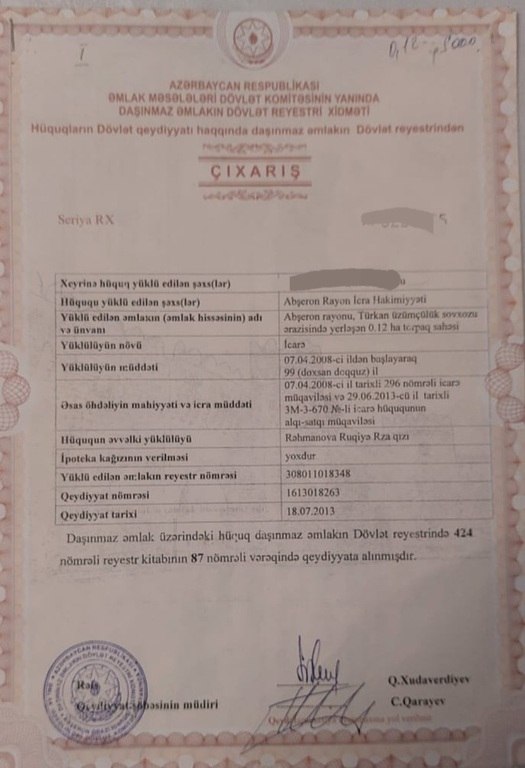 I
0,12
AZƏRBAYCAN RESPUBLİKASI
ƏMLAK MƏSƏLƏLƏRİ DÖVLƏT KOMİTƏSİNİN YANINDA
DAŞINMAZ ƏMLAKIN DÖVLƏT REYESTRİ XİDMƏTİ
Hüquqların Dövlət qeydiyyatı haqqında daşınmaz əmlakın Dövlət reyestrindən
ÇIXARIŞ
Seriya RX
Xeyrinə hüquq yüklü edilən şəxs(lər)
Hüququ yüklü edilən şəxs(lər) Abşeron Rayon İcra Hakimiyyəti
Yüklü edilən əmlakın (əmlak hissəsinin) adı Abşeron rayonu, Türkan üzümçülük sovxozu
və ünvanı ərazisində yerləşən 0.12 ha torpaq sahəsi
Yüklülüyün növü İcarə
Yüklülüyün müddəti 07.04.2008-ci ildən başlayaraq
99 (doxsan doqquz) il
Əsas öhdəliyin mahiyyəti və icra müddəti 07.04.2008-ci il tarixli 296 nömrəli icarə
müqaviləsi və 29.06.2013-cü il tarixli
3M-3-670 №-li icarə hüququnun
alqı-satqı müqaviləsi
Hüququn əvvəlki yüklülüyü Rəhmanova Ruqiyə Rza qızı
İpoteka kağızının verilməsi yoxdur
Yüklü edilən əmlakın reyestr nömrəsi 308011018348
Qeydiyyat nömrəsi 1613018263
Qeydiyyat tarixi 18.07.2013
Daşınmaz əmlak üzərindəki hüquq daşınmaz əmlakın Dövlət reyestrində 424
nömrəli reyestr kitabının 87 nömrəli vərəqində qeydiyyata alınmışdır.
Rəis Q.Xudaverdiyev
Qeydiyyat şöbəsinin müdiri C.Qarayev